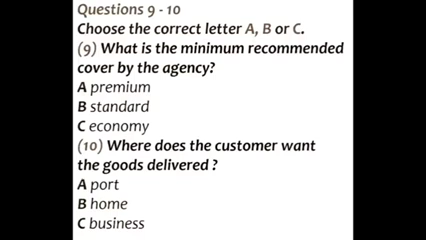 Questions 9 - 10
Choose the correct letter A, B or C.
(9) What is the minimum recommended
cover by the agency?
A premium
B standard
C economy
(10) Where does the customer want
the goods delivered ?
A port
B home
C business